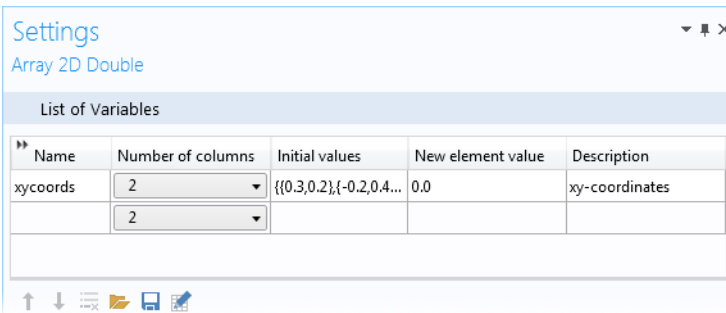 Settings
Array 2D Double
List of Variables
Name Number of columns Initial values New element value Description
xycoords 2 {{0.3,0.2},{-0.2,0.4... 0.0 xy-coordinates
2